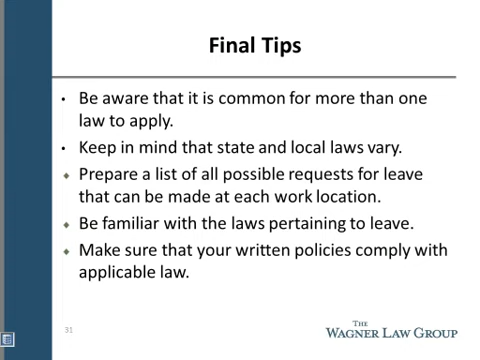 Final Tips
• Be aware that it is common for more than one
law to apply.
• Keep in mind that state and local laws vary.
◆ Prepare a list of all possible requests for leave
that can be made at each work location.
◆ Be familiar with the laws pertaining to leave.
◆ Make sure that your written policies comply with
applicable law.
31
THE
WAGNER LAW GROUP